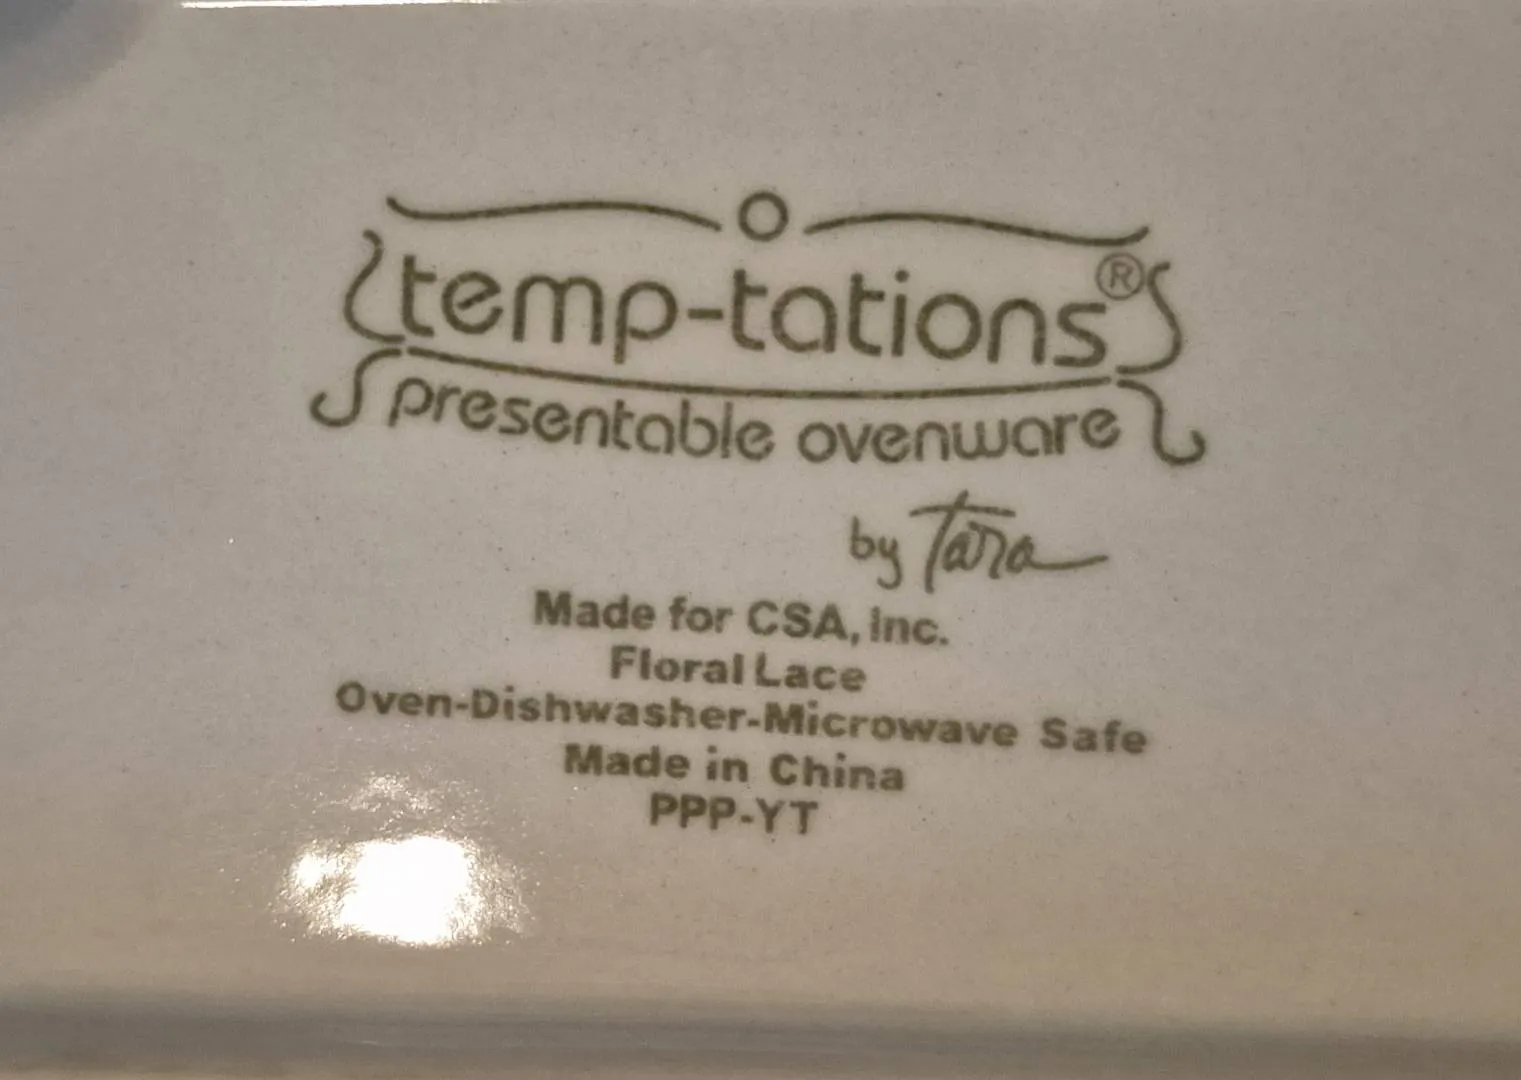 temp-tations®
presentable ovenware
by Tara
Made for CSA, Inc.
Floral Lace
Oven-Dishwasher-Microwave Safe
Made in China
PPP-YT